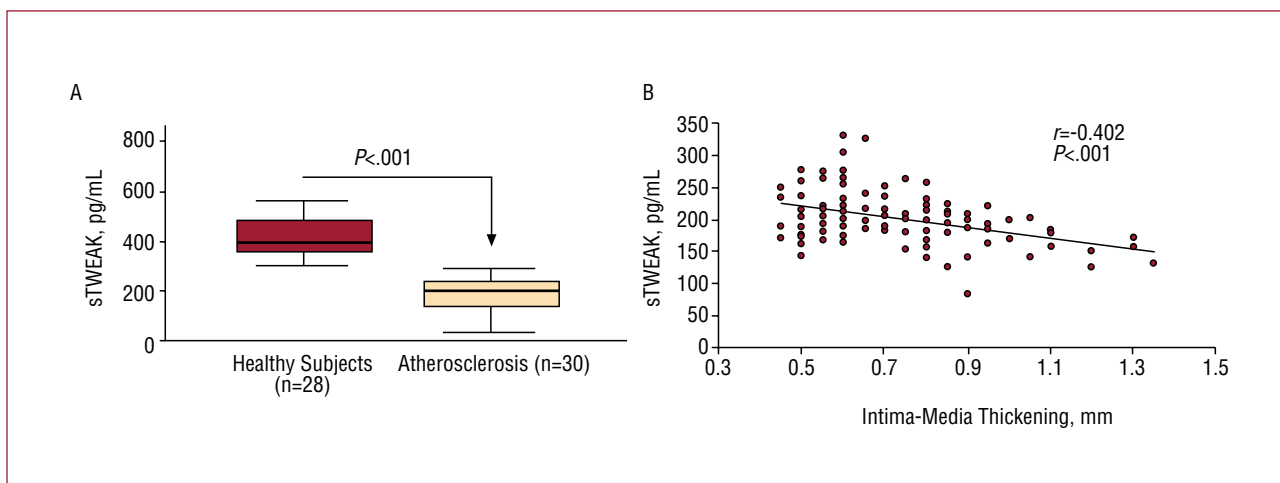 A
sTWEAK, pg/mL
800
600
400
200
0
P<.001
Healthy Subjects
(n=28)
Atherosclerosis (n=30)
B
sTWEAK, pg/mL
350
300
250
200
150
100
50
0
r=-0.402
P<.001
0.3 0.5 0.7 0.9 1.1 1.3 1.5
Intima-Media Thickening, mm